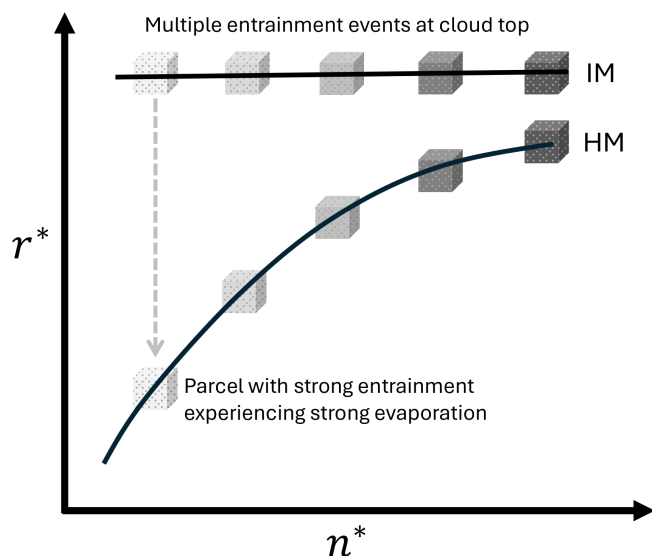 Multiple entrainment events at cloud top
IM
HM
r*
Parcel with strong entrainment
experiencing strong evaporation
n*